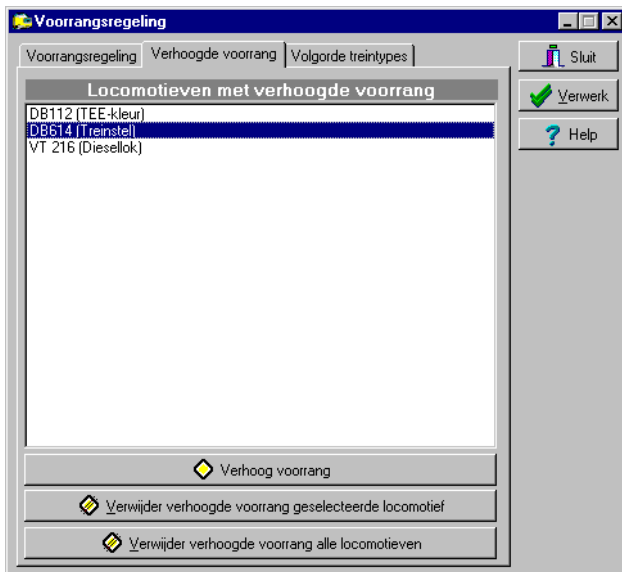 Voorrangsregeling
Voorrangsregeling Verhoogde voorrang Volgorde treintypes
Sluit
Locomotieven met verhoogde voorrang
Verwerk
DB112 (TEE-kleur)
DB614 (Treinstel)
Help
VT 216 (Diesellok)
Verhoog voorrang
Verwijder verhoogde voorrang geselecteerde locomotief
Verwijder verhoogde voorrang alle locomotieven